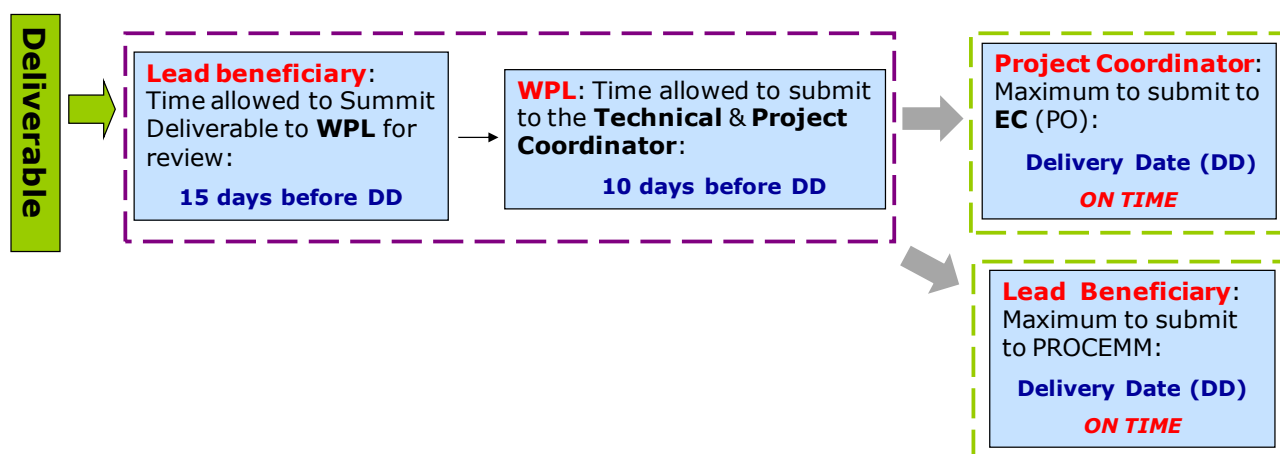 Deliverable
Lead beneficiary:
Time allowed to Summit
Deliverable to WPL for
review:
15 days before DD
WPL: Time allowed to submit
to the Technical & Project
Coordinator:
10 days before DD
Project Coordinator:
Maximum to submit to
EC (PO):
Delivery Date (DD)
ON TIME
Lead Beneficiary:
Maximum to submit
to PROCEMM:
Delivery Date (DD)
ON TIME